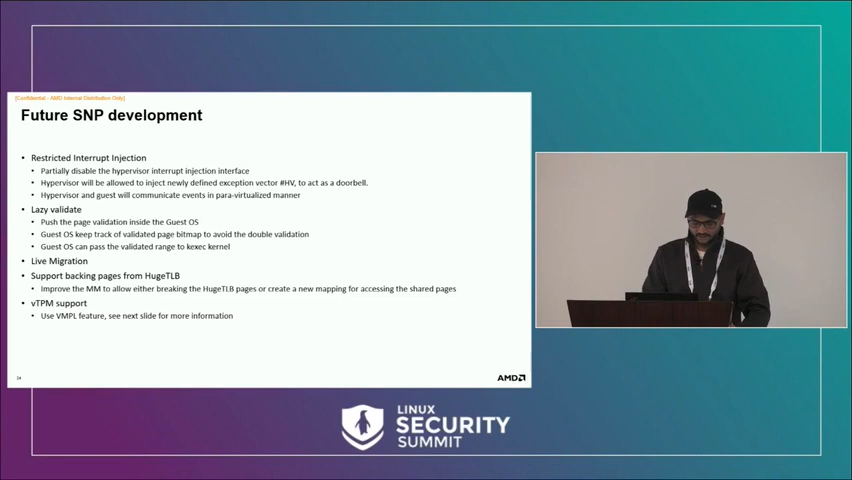 [Confidential - AMD Internal Distribution Only]
Future SNP development
• Restricted Interrupt Injection
• Partially disable the hypervisor interrupt injection interface
• Hypervisor will be allowed to inject newly defined exception vector #HV, to act as a doorbell.
• Hypervisor and guest will communicate events in para-virtualized manner
• Lazy validate
• Push the page validation inside the Guest OS
• Guest OS keep track of validated page bitmap to avoid the double validation
• Guest OS can pass the validated range to kexec kernel
• Live Migration
• Support backing pages from HugeTLB
• Improve the MM to allow either breaking the HugeTLB pages or create a new mapping for accessing the shared pages
• vTPM support
• Use VMPL feature, see next slide for more information
24
AMD
LINUX
SECURITY
SUMMIT